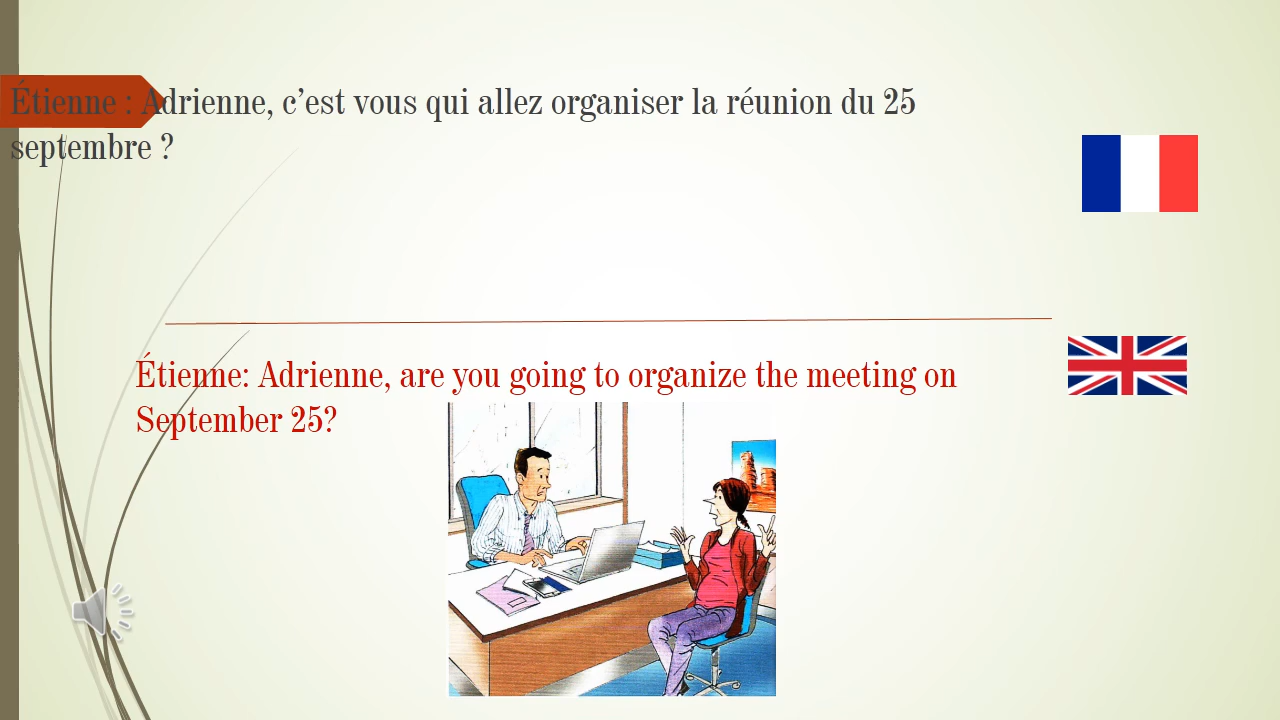 Étienne : Adrienne, c’est vous qui allez organiser la réunion du 25
septembre ?
Étienne: Adrienne, are you going to organize the meeting on
September 25?